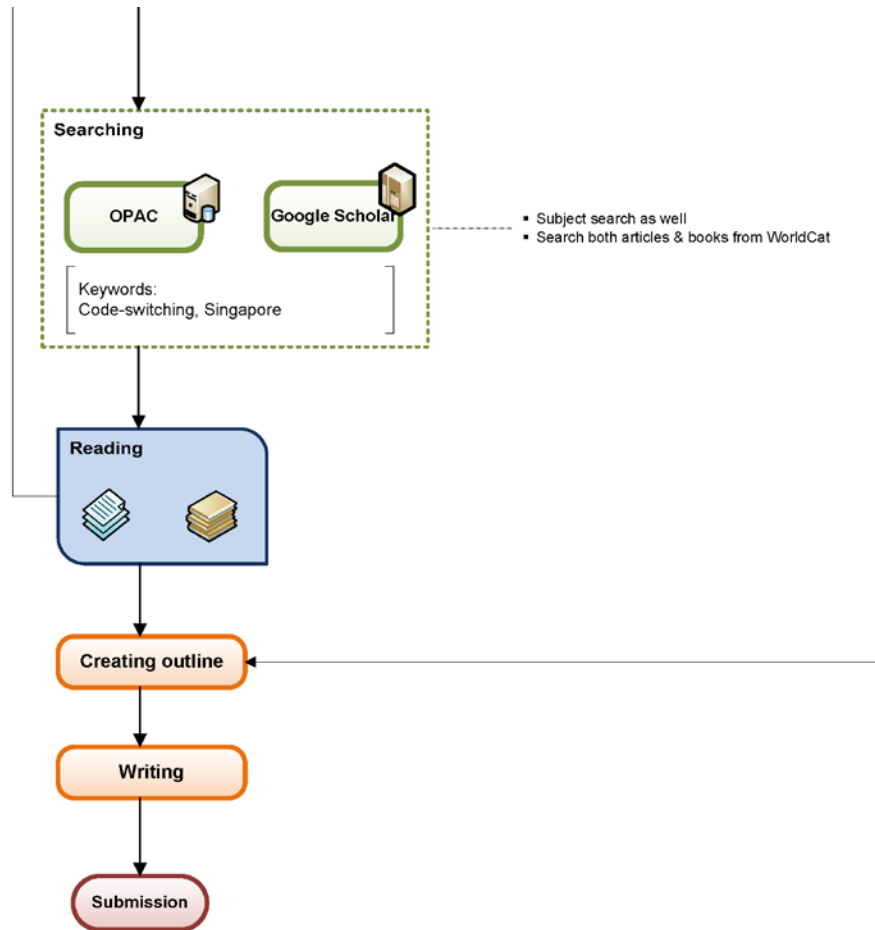 Searching
OPAC
Google Scholar
▪ Subject search as well
▪ Search both articles & books from WorldCat
Keywords:
Code-switching, Singapore
Reading
Creating outline
Writing
Submission